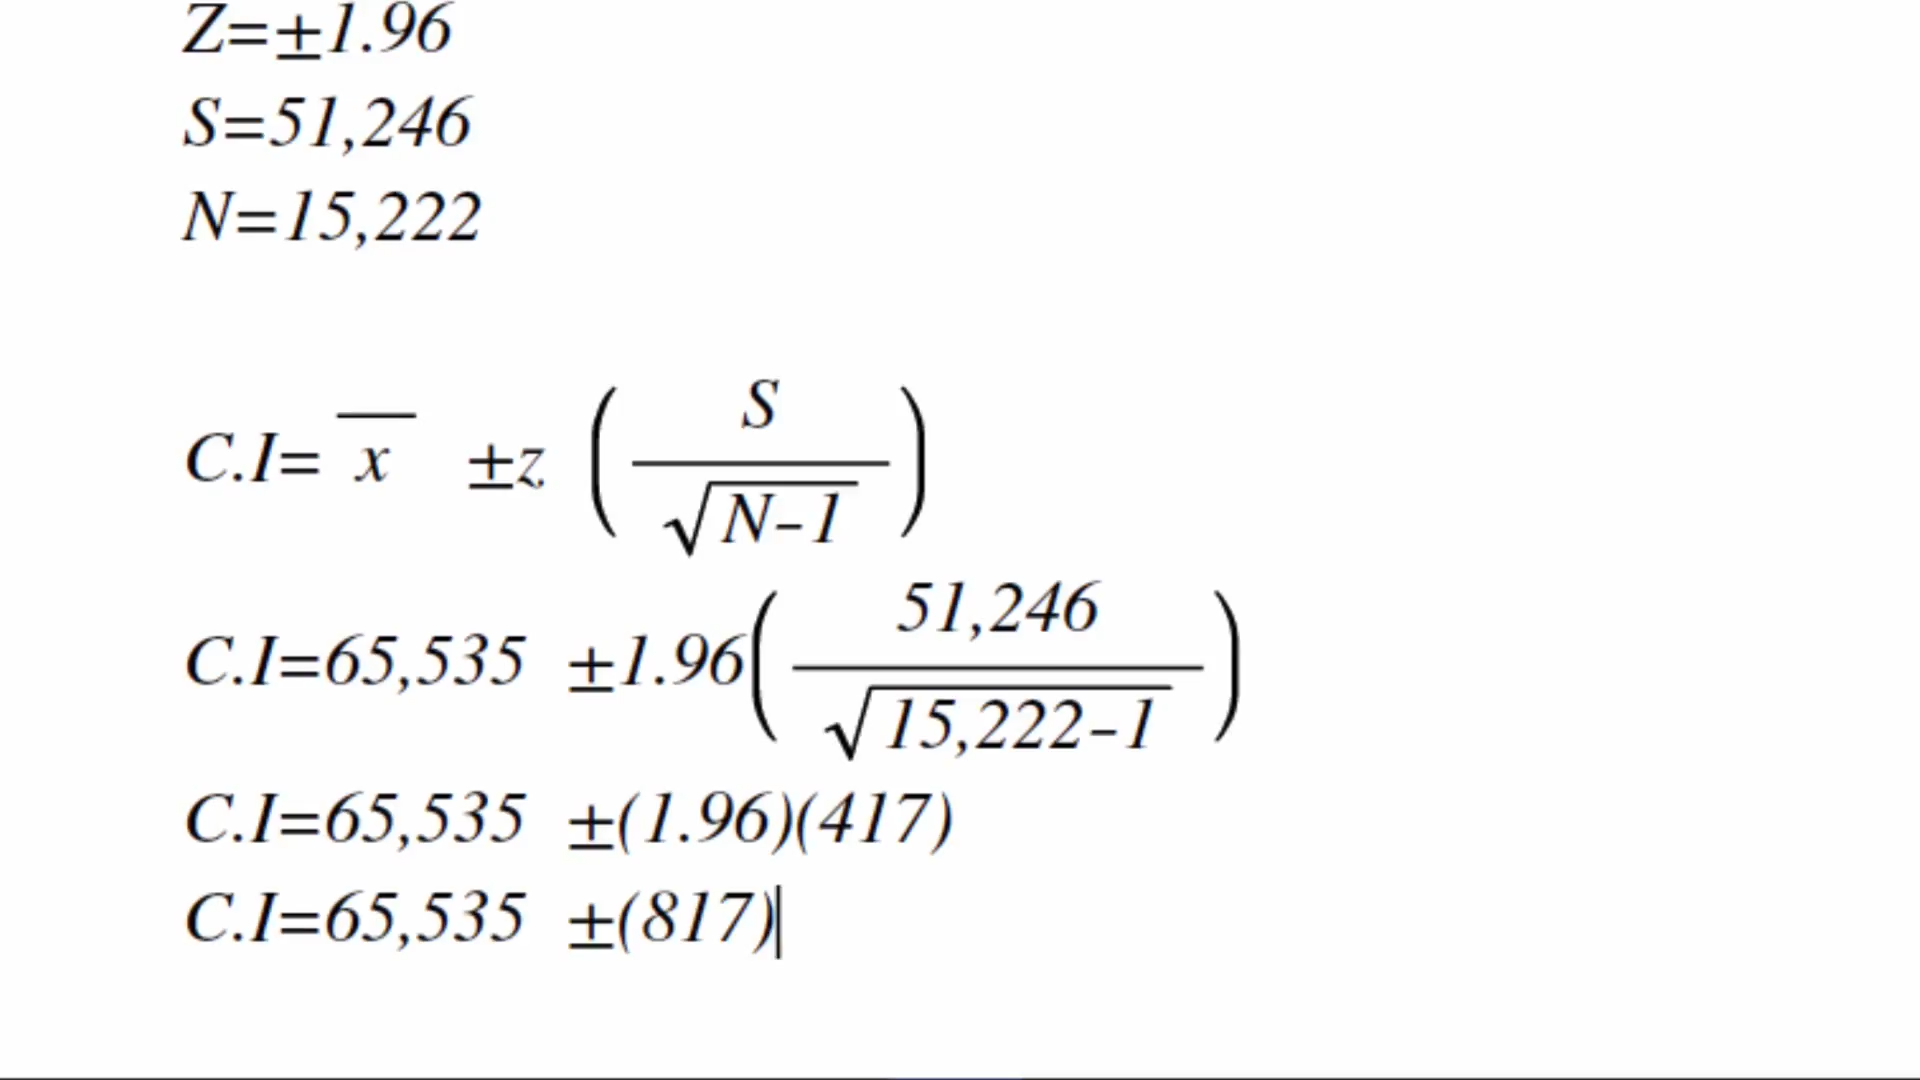 Z=±1.96
S=51,246
N=15,222
C.I= x̅ ±z ( S / √N−1 )
C.I=65,535 ±1.96( 51,246 / √15,222−1 )
C.I=65,535 ±(1.96)(417)
C.I=65,535 ±(817)